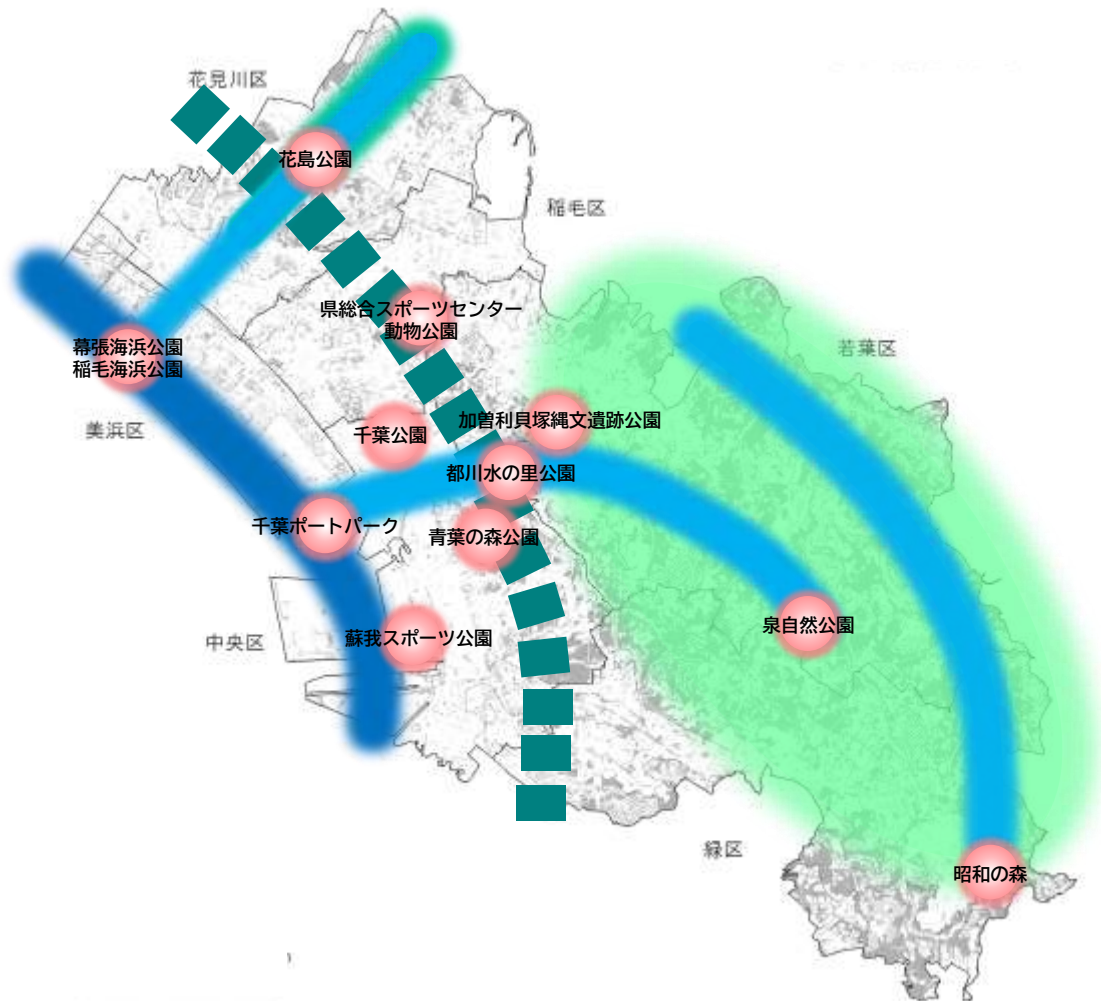 花見川区
花島公園
稲毛区
県総合スポーツセンター
動物公園
幕張海浜公園
稲毛海浜公園
若葉区
美浜区
千葉公園
加曽利貝塚縄文遺跡公園
都川水の里公園
千葉ポートパーク
青葉の森公園
泉自然公園
中央区
蘇我スポーツ公園
緑区
昭和の森